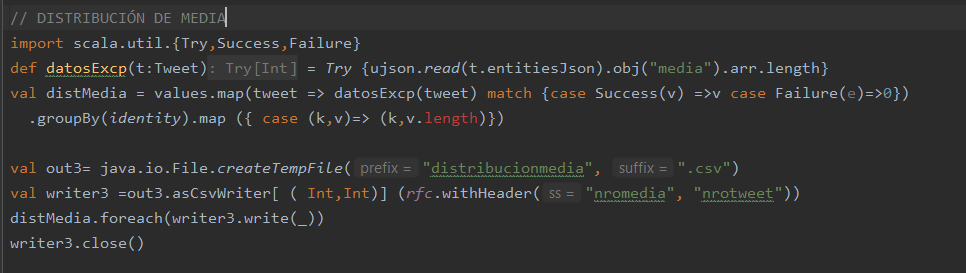 // DISTRIBUCIÓN DE MEDIA
import scala.util.{Try,Success,Failure}
def datosExcp(t:Tweet): Try[Int] = Try {ujson.read(t.entitiesJson).obj("media").arr.length}
val distMedia = values.map(tweet => datosExcp(tweet) match {case Success(v) =>v case Failure(e)=>0})
.groupBy(identity).map ({ case (k,v)=> (k,v.length)})
val out3= java.io.File.createTempFile( prefix = "distribucionmedia", suffix = ".csv")
val writer3 =out3.asCsvWriter[ ( Int,Int)] (rfc.withHeader( ss = "nromedia", "nrotweet"))
distMedia.foreach(writer3.write(_))
writer3.close()